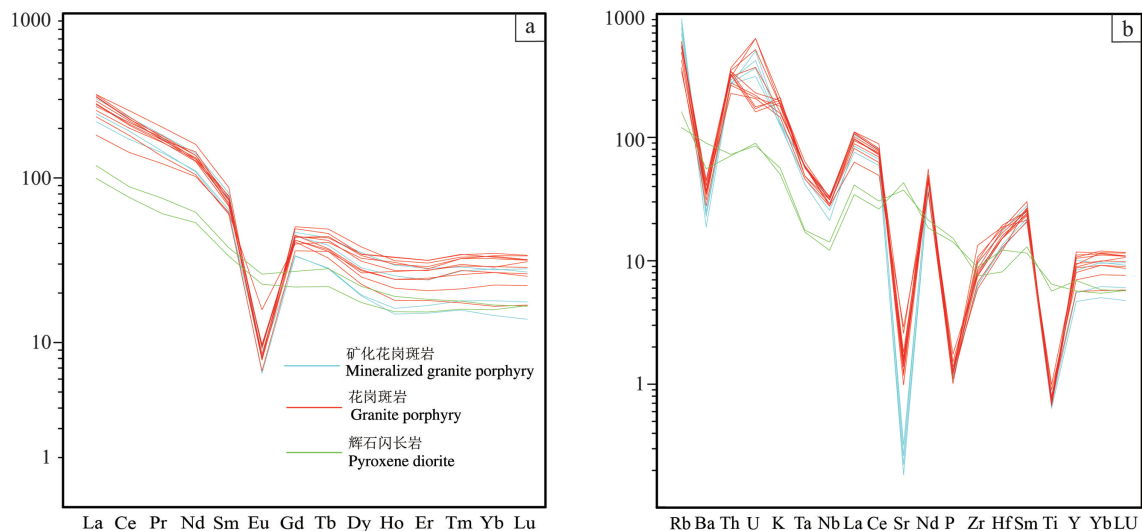 1000
100
10
1
a
矿化花岗斑岩
Mineralized granite porphyry
花岗斑岩
Granite porphyry
辉石闪长岩
Pyroxene diorite
La Ce Pr Nd Sm Eu Gd Tb Dy Ho Er Tm Yb Lu
1000
100
10
1
b
Rb Ba Th U K Ta Nb La Ce Sr Nd P Zr Hf Sm Ti Y Yb LU